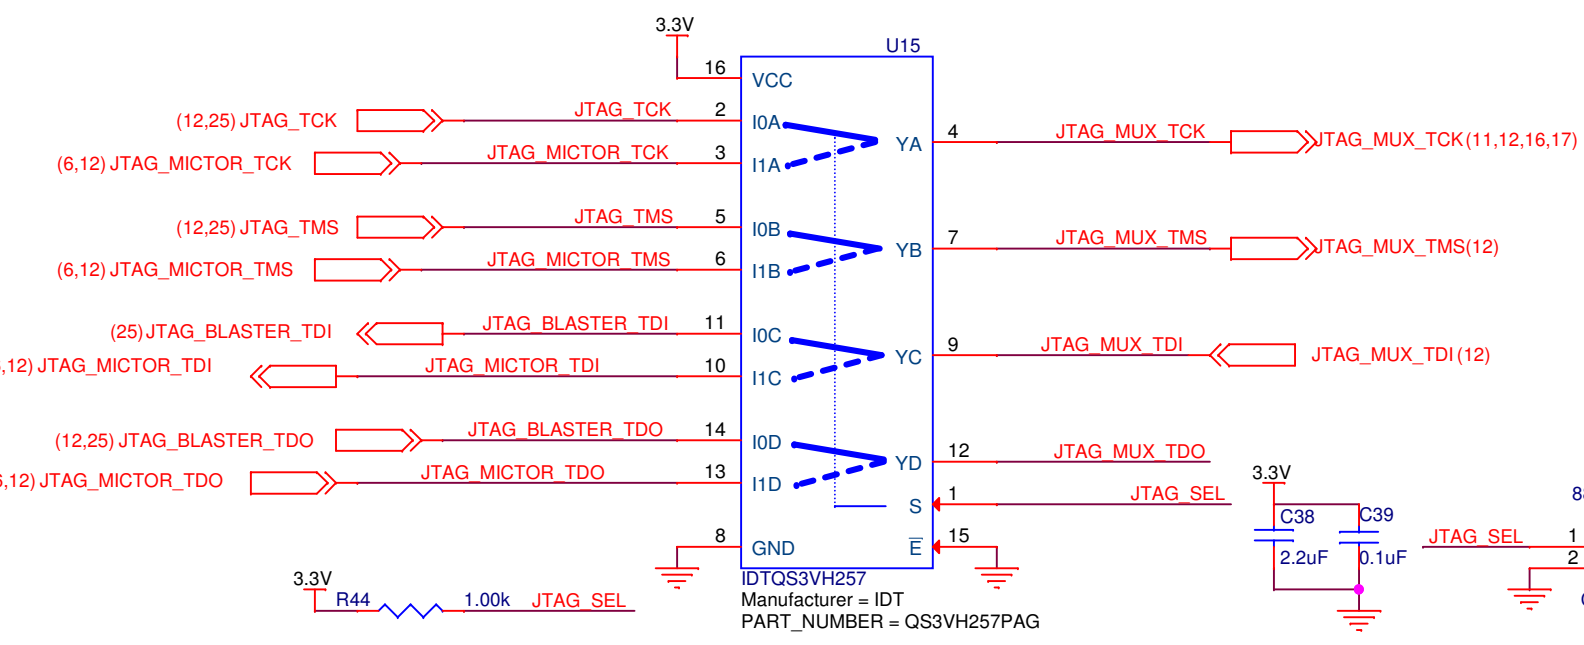 3.3V
U15
16
VCC
(12,25) JTAG_TCK
JTAG_TCK
2
I0A
YA
4
JTAG_MUX_TCK
JTAG_MUX_TCK (11,12,16,17)
(6,12) JTAG_MICTOR_TCK
JTAG_MICTOR_TCK
3
I1A
(12,25) JTAG_TMS
JTAG_TMS
5
I0B
YB
7
JTAG_MUX_TMS
JTAG_MUX_TMS(12)
(6,12) JTAG_MICTOR_TMS
JTAG_MICTOR_TMS
6
I1B
(25) JTAG_BLASTER_TDI
JTAG_BLASTER_TDI
11
I0C
YC
9
JTAG_MUX_TDI
JTAG_MUX_TDI (12)
,12) JTAG_MICTOR_TDI
JTAG_MICTOR_TDI
10
I1C
(12,25) JTAG_BLASTER_TDO
JTAG_BLASTER_TDO
14
I0D
YD
12
JTAG_MUX_TDO
,12) JTAG_MICTOR_TDO
JTAG_MICTOR_TDO
13
I1D
S
1
JTAG_SEL
8
GND
E
15
3.3V
C38
2.2uF
C39
0.1uF
JTAG_SEL
1
2
3.3V
R44
1.00k
JTAG_SEL
IDTQS3VH257
Manufacturer = IDT
PART_NUMBER = QS3VH257PAG